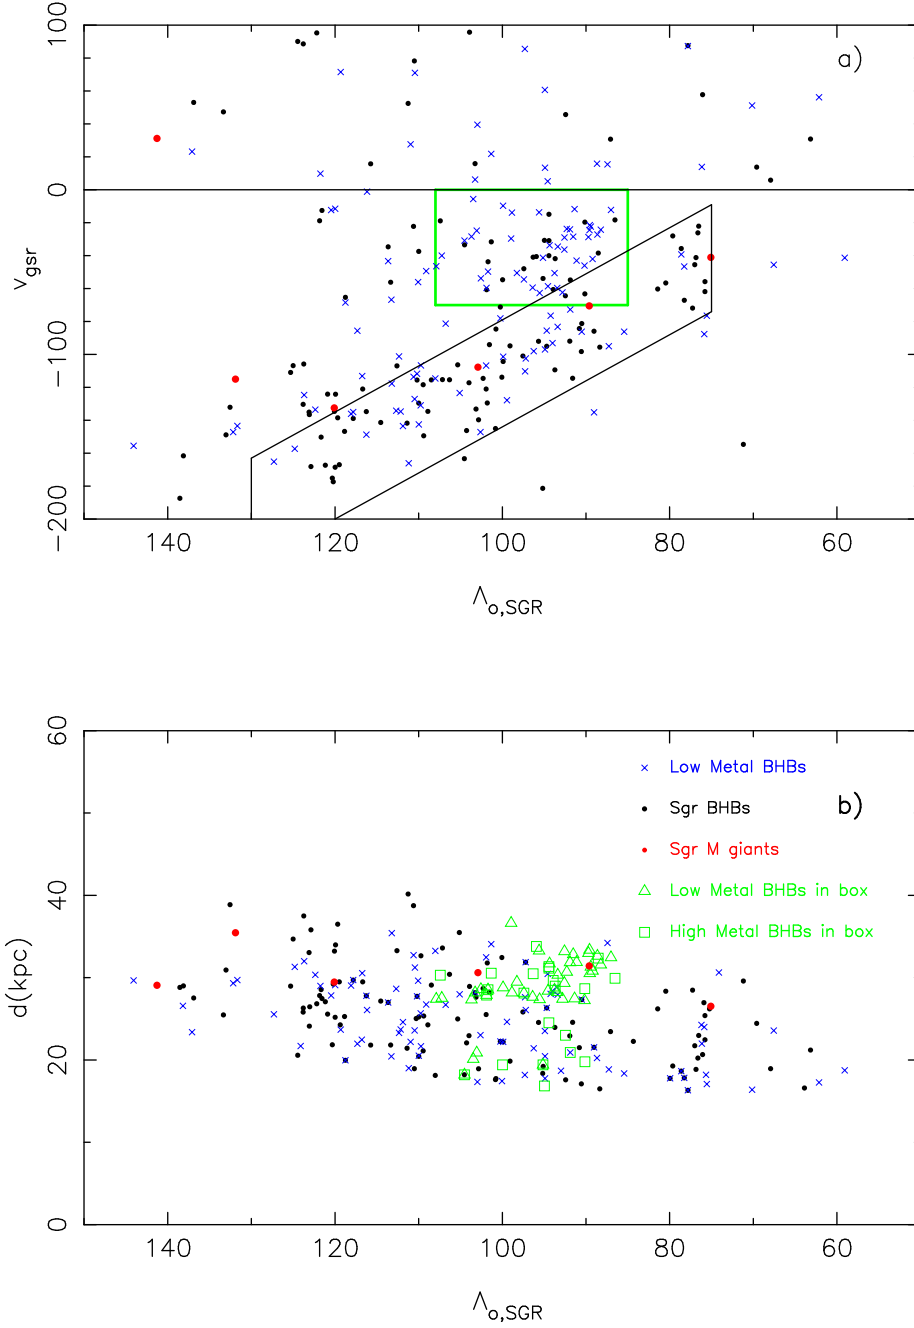 100
a)
0
v_gsr
−100
−200
140 120 100 80 60
Λ_o,SGR
60
Low Metal BHBs
Sgr BHBs
b)
Sgr M giants
40
Low Metal BHBs in box
High Metal BHBs in box
d(kpc)
20
0
140 120 100 80 60
Λ_o,SGR